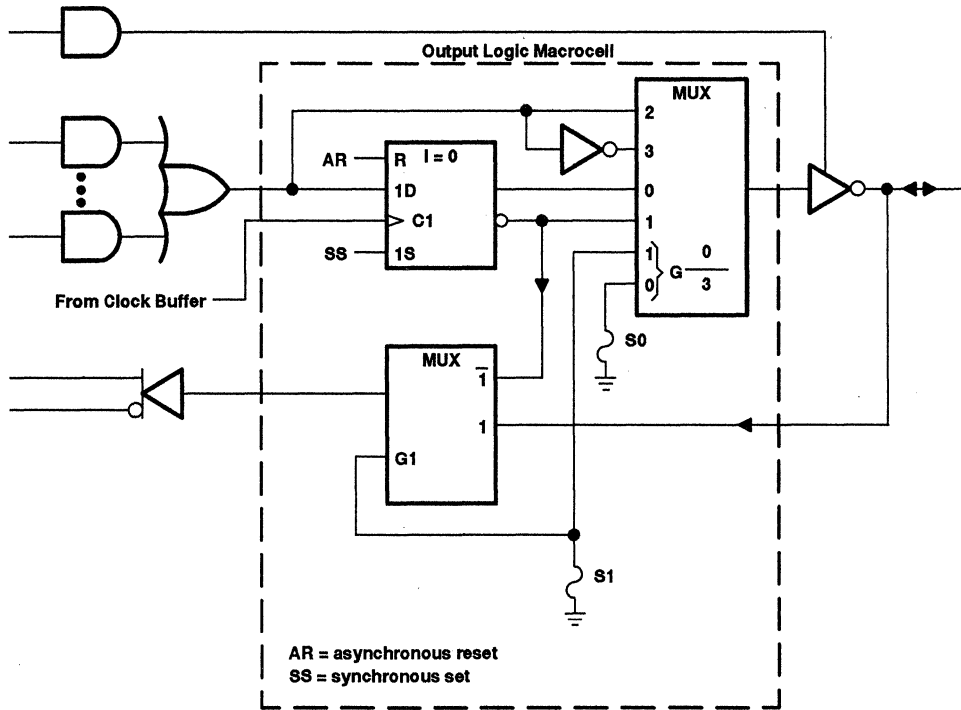 Output Logic Macrocell
MUX
2
3
AR
R
I = 0
1D
0
C1
1
SS
1S
1
0
G
0
3
From Clock Buffer
S0
MUX
1̅
1
G1
S1
AR = asynchronous reset
SS = synchronous set